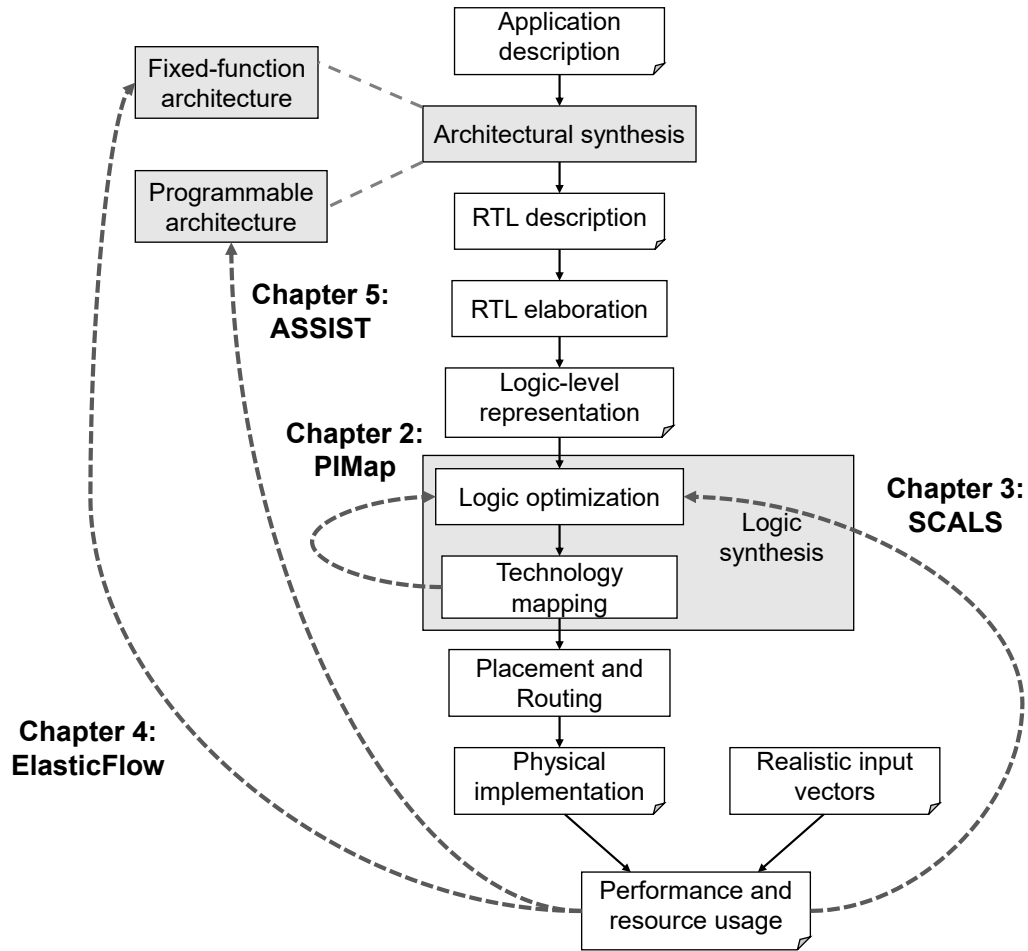 Application
description
Fixed-function
architecture
Architectural synthesis
Programmable
architecture
RTL description
Chapter 5:
ASSIST
RTL elaboration
Logic-level
representation
Chapter 2:
PIMap
Logic optimization
Chapter 3:
SCALS
Logic
synthesis
Technology
mapping
Placement and
Routing
Chapter 4:
ElasticFlow
Physical
implementation
Realistic input
vectors
Performance and
resource usage